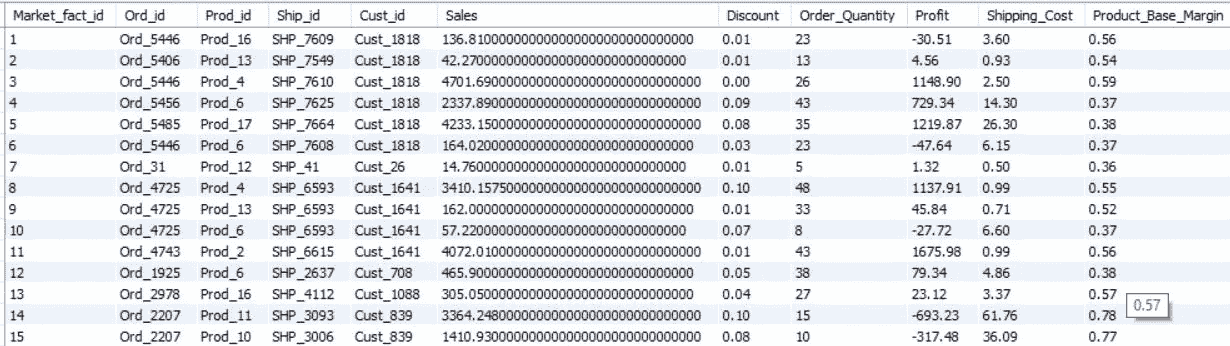 Market_fact_id Ord_id Prod_id Ship_id Cust_id Sales Discount Order_Quantity Profit Shipping_Cost Product_Base_Margin
1 Ord_5446 Prod_16 SHP_7609 Cust_1818 136.810000000000000000000000000000 0.01 23 -30.51 3.60 0.56
2 Ord_5406 Prod_13 SHP_7549 Cust_1818 42.270000000000000000000000000000 0.01 13 4.56 0.93 0.54
3 Ord_5446 Prod_4 SHP_7610 Cust_1818 4701.690000000000000000000000000000 0.00 26 1148.90 2.50 0.59
4 Ord_5456 Prod_6 SHP_7625 Cust_1818 2337.890000000000000000000000000000 0.09 43 729.34 14.30 0.37
5 Ord_5485 Prod_17 SHP_7664 Cust_1818 4233.150000000000000000000000000000 0.08 35 1219.87 26.30 0.38
6 Ord_5446 Prod_6 SHP_7608 Cust_1818 164.020000000000000000000000000000 0.03 23 -47.64 6.15 0.37
7 Ord_31 Prod_12 SHP_41 Cust_26 14.760000000000000000000000000000 0.01 5 1.32 0.50 0.36
8 Ord_4725 Prod_4 SHP_6593 Cust_1641 3410.157500000000000000000000000000 0.10 48 1137.91 0.99 0.55
9 Ord_4725 Prod_13 SHP_6593 Cust_1641 162.000000000000000000000000000000 0.01 33 45.84 0.71 0.52
10 Ord_4725 Prod_6 SHP_6593 Cust_1641 57.220000000000000000000000000000 0.07 8 -27.72 6.60 0.37
11 Ord_4743 Prod_2 SHP_6615 Cust_1641 4072.010000000000000000000000000000 0.01 43 1675.98 0.99 0.56
12 Ord_1925 Prod_6 SHP_2637 Cust_708 465.900000000000000000000000000000 0.05 38 79.34 4.86 0.38
13 Ord_2978 Prod_16 SHP_4112 Cust_1088 305.050000000000000000000000000000 0.04 27 23.12 3.37 0.57
0.57
14 Ord_2207 Prod_11 SHP_3093 Cust_839 3364.248000000000000000000000000000 0.10 15 -693.23 61.76 0.78
15 Ord_2207 Prod_10 SHP_3006 Cust_839 1410.930000000000000000000000000000 0.08 10 -317.48 36.09 0.77